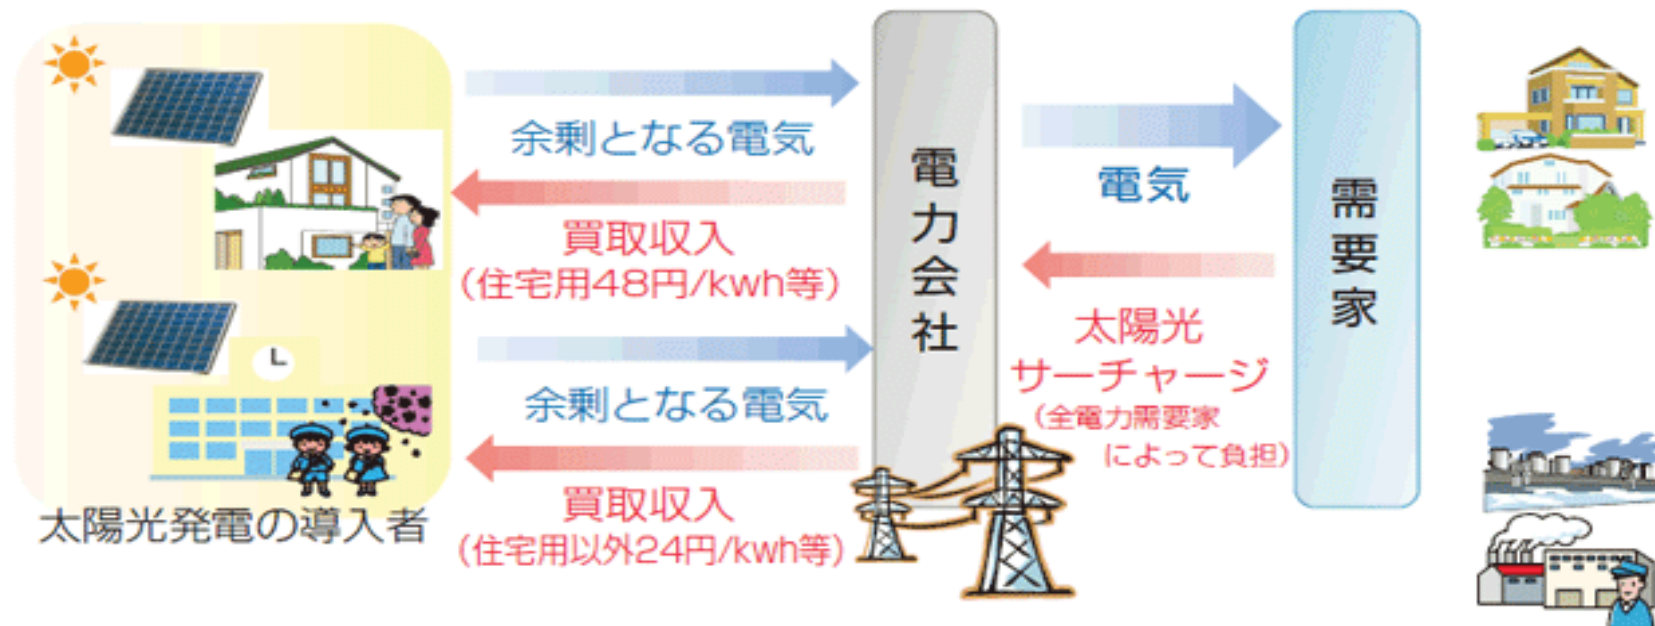 余剰となる電気
買取収入
(住宅用48円/kwh等)
余剰となる電気
買取収入
(住宅用以外24円/kwh等)
太陽光発電の導入者
電力会社
電気
太陽光
サーチャージ
(全電力需要家
によって負担)
需要家